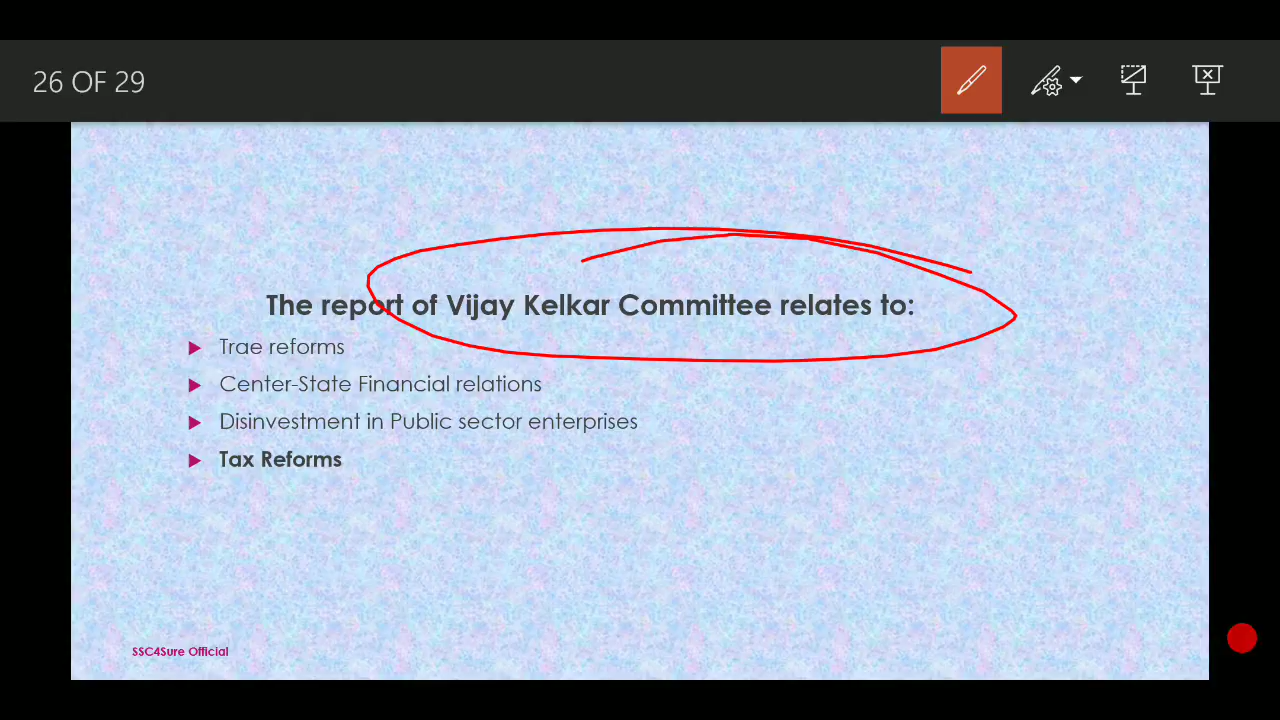 26 OF 29
The report of Vijay Kelkar Committee relates to:
Trae reforms
Center-State Financial relations
Disinvestment in Public sector enterprises
Tax Reforms
SSC4Sure Official